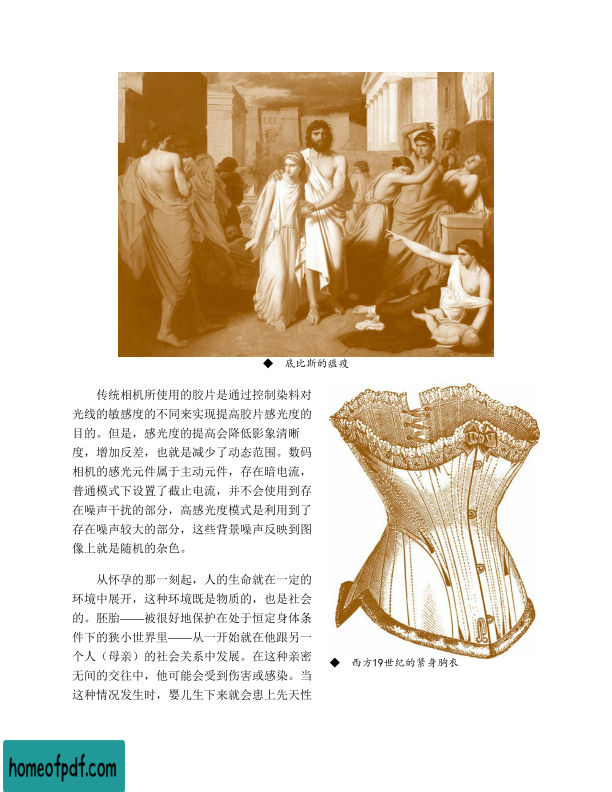 ◆ 底比斯的瘟疫
传统相机所使用的胶片是通过控制染料对
光线的敏感度的不同来实现提高胶片感光度的
目的。但是，感光度的提高会降低影象清晰
度，增加反差，也就是减少了动态范围。数码
相机的感光元件属于主动元件，存在暗电流，
普通模式下设置了截止电流，并不会使用到存
在噪声干扰的部分，高感光度模式是利用到了
存在噪声较大的部分，这些背景噪声反映到图
像上就是随机的杂色。
从怀孕的那一刻起，人的生命就在一定的
环境中展开，这种环境既是物质的，也是社会
的。胚胎——被很好地保护在处于恒定身体条
件下的狭小世界里——从一开始就在他跟另一
个人（母亲）的社会关系中发展。在这种亲密
无间的交往中，他可能会受到伤害或感染。当
这种情况发生时，婴儿生下来就会患上先天性
◆ 西方19世纪的紧身胸衣
homeofpdf.com